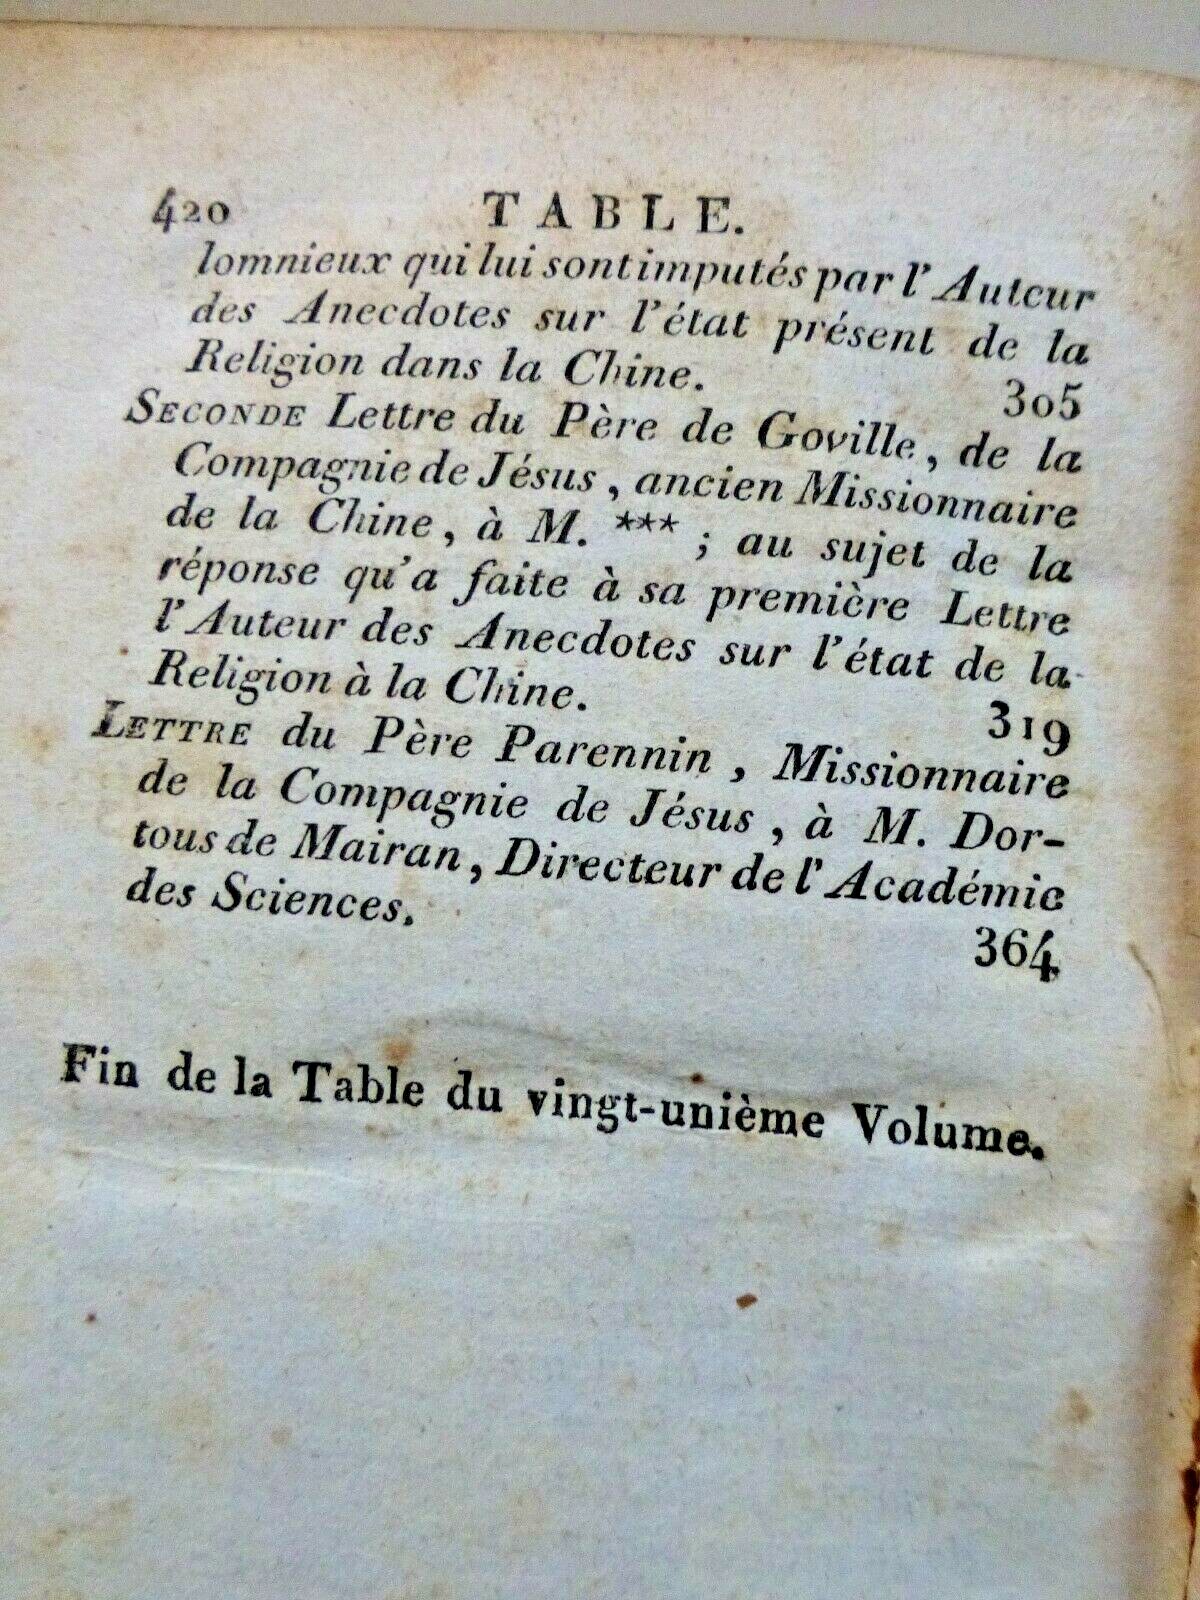 420 TABLE.
lomnieux qui lui sont imputés par l'Auteur
des Anecdotes sur l'état présent de la
Religion dans la Chine. 305
SECONDE Lettre du Père de Goville, de la
Compagnie de Jésus, ancien Missionnaire
de la Chine, à M. ***; au sujet de la
réponse qu'a faite à sa première Lettre
l'Auteur des Anecdotes sur l'état de la
Religion à la Chine. 319
LETTRE du Père Parennin, Missionnaire
de la Compagnie de Jésus, à M. Dor-
tous de Mairan, Directeur de l'Académie
des Sciences. 364
Fin de la Table du vingt-unième Volume.